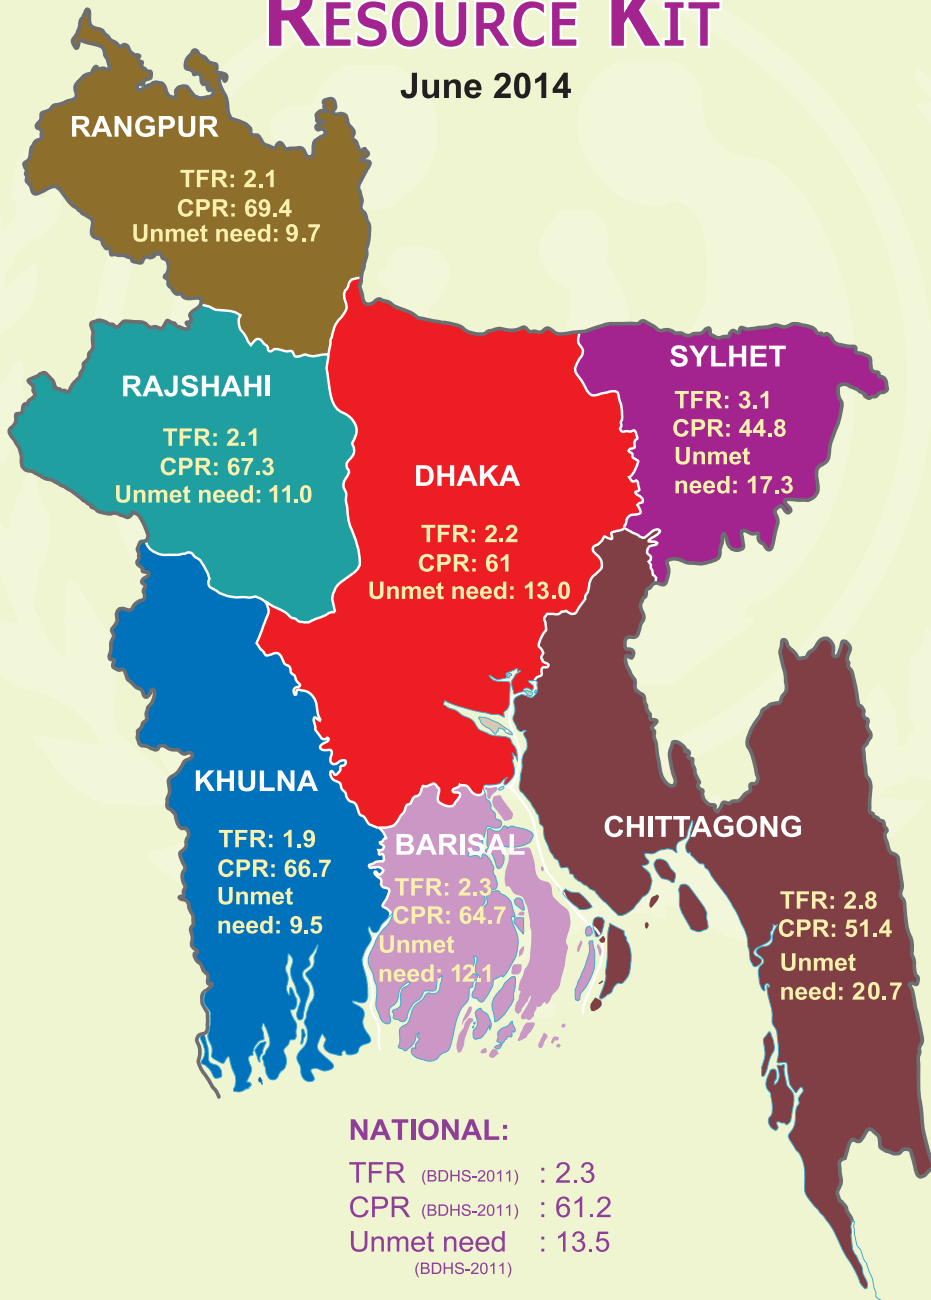 RESOURCE KIT
June 2014
RANGPUR
TFR: 2.1
CPR: 69.4
Unmet need: 9.7
RAJSHAHI
TFR: 2.1
CPR: 67.3
Unmet need: 11.0
DHAKA
TFR: 2.2
CPR: 61
Unmet need: 13.0
SYLHET
TFR: 3.1
CPR: 44.8
Unmet
need: 17.3
KHULNA
TFR: 1.9
CPR: 66.7
Unmet
need: 9.5
BARISAL
TFR: 2.3
CPR: 64.7
Unmet
need: 12.1
CHITTAGONG
TFR: 2.8
CPR: 51.4
Unmet
need: 20.7
NATIONAL:
TFR (BDHS-2011) : 2.3
CPR (BDHS-2011) : 61.2
Unmet need : 13.5
(BDHS-2011)